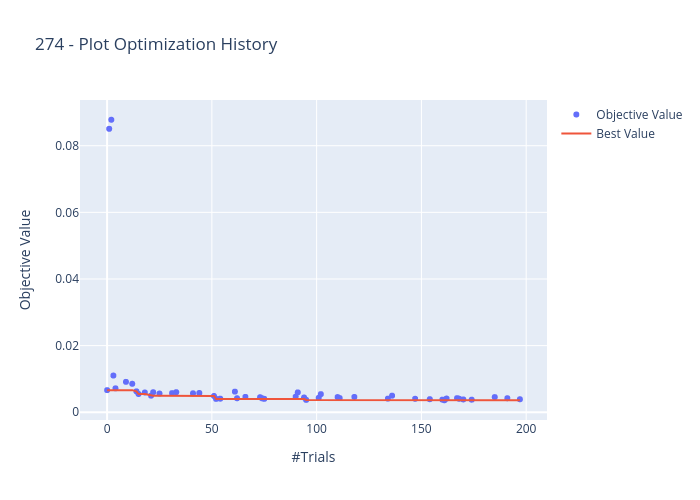 274 - Plot Optimization History
Objective Value
Best Value
0.08
0.06
0.04
0.02
0
Objective Value
0 50 100 150 200
#Trials